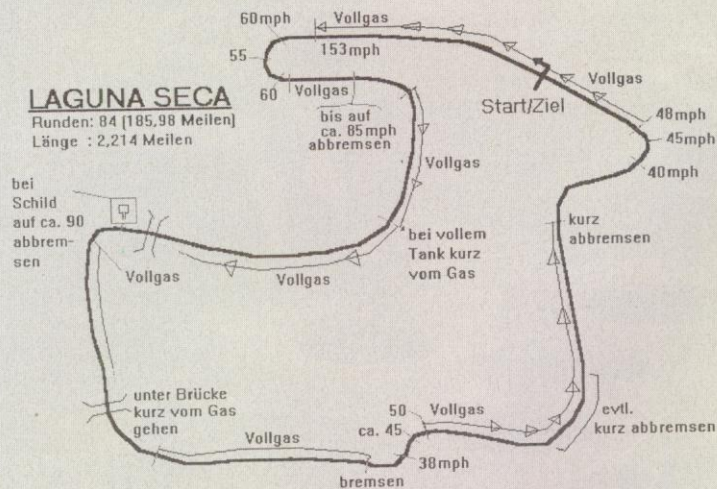 60mph
Vollgas
153mph
55
60
Vollgas
bis auf
ca. 85mph
abbremsen
Start/Ziel
Vollgas
48mph
45mph
40mph
LAGUNA SECA
Runden: 84 (185,98 Meilen)
Länge : 2,214 Meilen
Vollgas
bei
Schild
auf ca. 90
abbrem-
sen
Vollgas
Vollgas
bei vollem
Tank kurz
vom Gas
kurz
abbremsen
unter Brücke
kurz vom Gas
gehen
Vollgas
bremsen
50
ca. 45
38mph
Vollgas
evtl.
kurz abbremsen